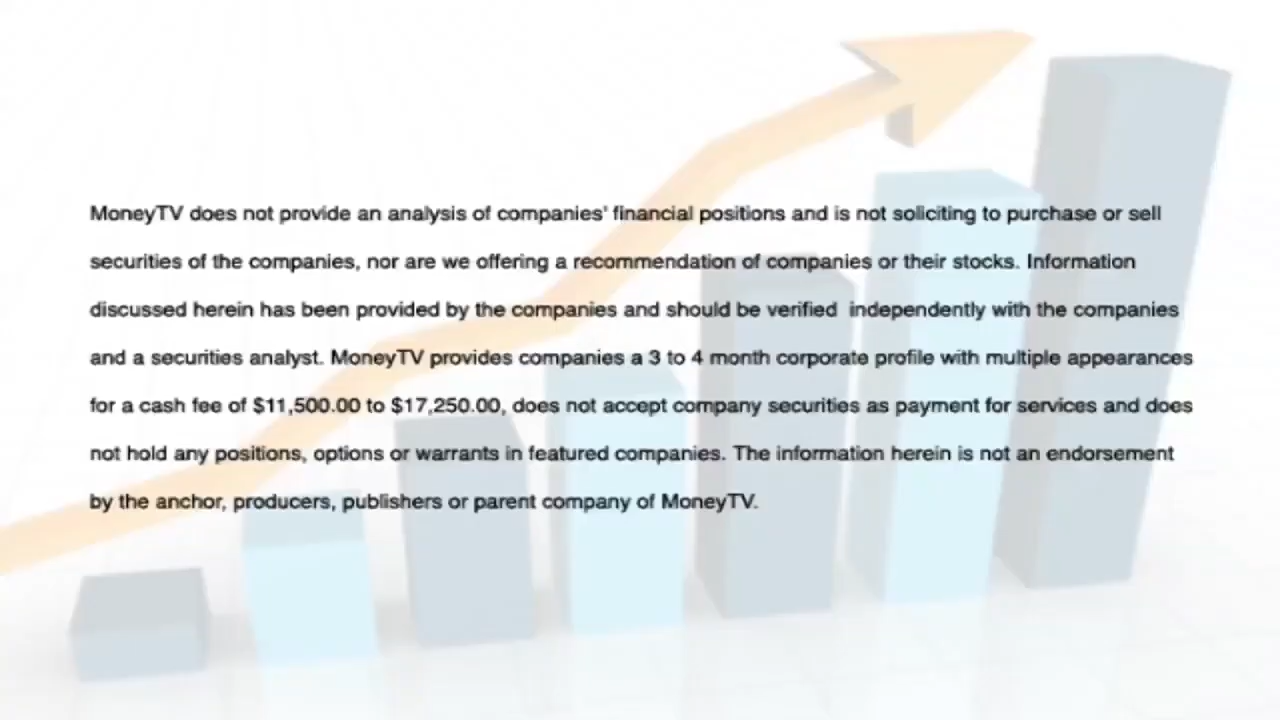 MoneyTV does not provide an analysis of companies' financial positions and is not soliciting to purchase or sell
securities of the companies, nor are we offering a recommendation of companies or their stocks. Information
discussed herein has been provided by the companies and should be verified  independently with the companies
and a securities analyst. MoneyTV provides companies a 3 to 4 month corporate profile with multiple appearances
for a cash fee of $11,500.00 to $17,250.00, does not accept company securities as payment for services and does
not hold any positions, options or warrants in featured companies. The information herein is not an endorsement
by the anchor, producers, publishers or parent company of MoneyTV.